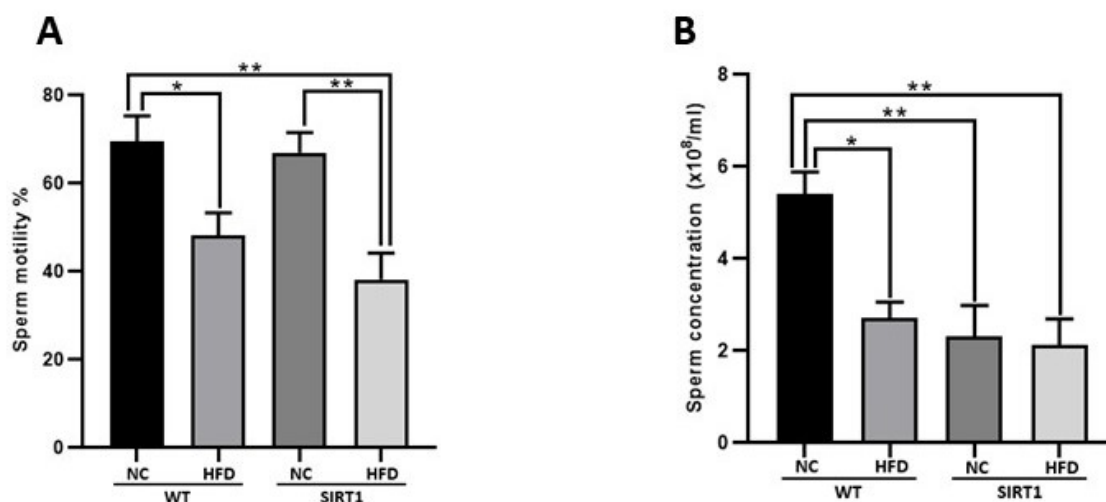 A
Sperm motility %
80
60
40
20
0
**
*
**
NC HFD NC HFD
WT SIRT1
B
Sperm concentration (x10⁸/ml)
8
6
4
2
0
**
**
*
NC HFD NC HFD
WT SIRT1